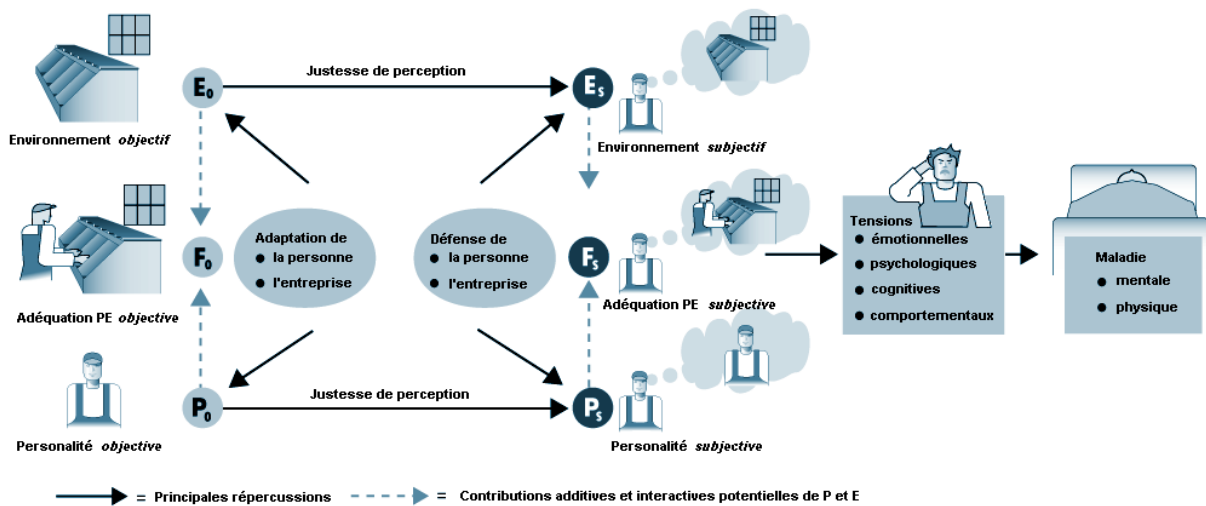 Justesse de perception
E0
Es
Environnement objectif
Environnement subjectif
Adaptation de
● la personne
● l'entreprise
Défense de
● la personne
● l'entreprise
F0
Fs
Adéquation PE objective
Adéquation PE subjective
Tensions
● émotionnelles
● psychologiques
● cognitives
● comportementaux
Maladie
● mentale
● physique
Justesse de perception
P0
Ps
Personalité objective
Personalité subjective
= Principales répercussions
= Contributions additives et interactives potentielles de P et E